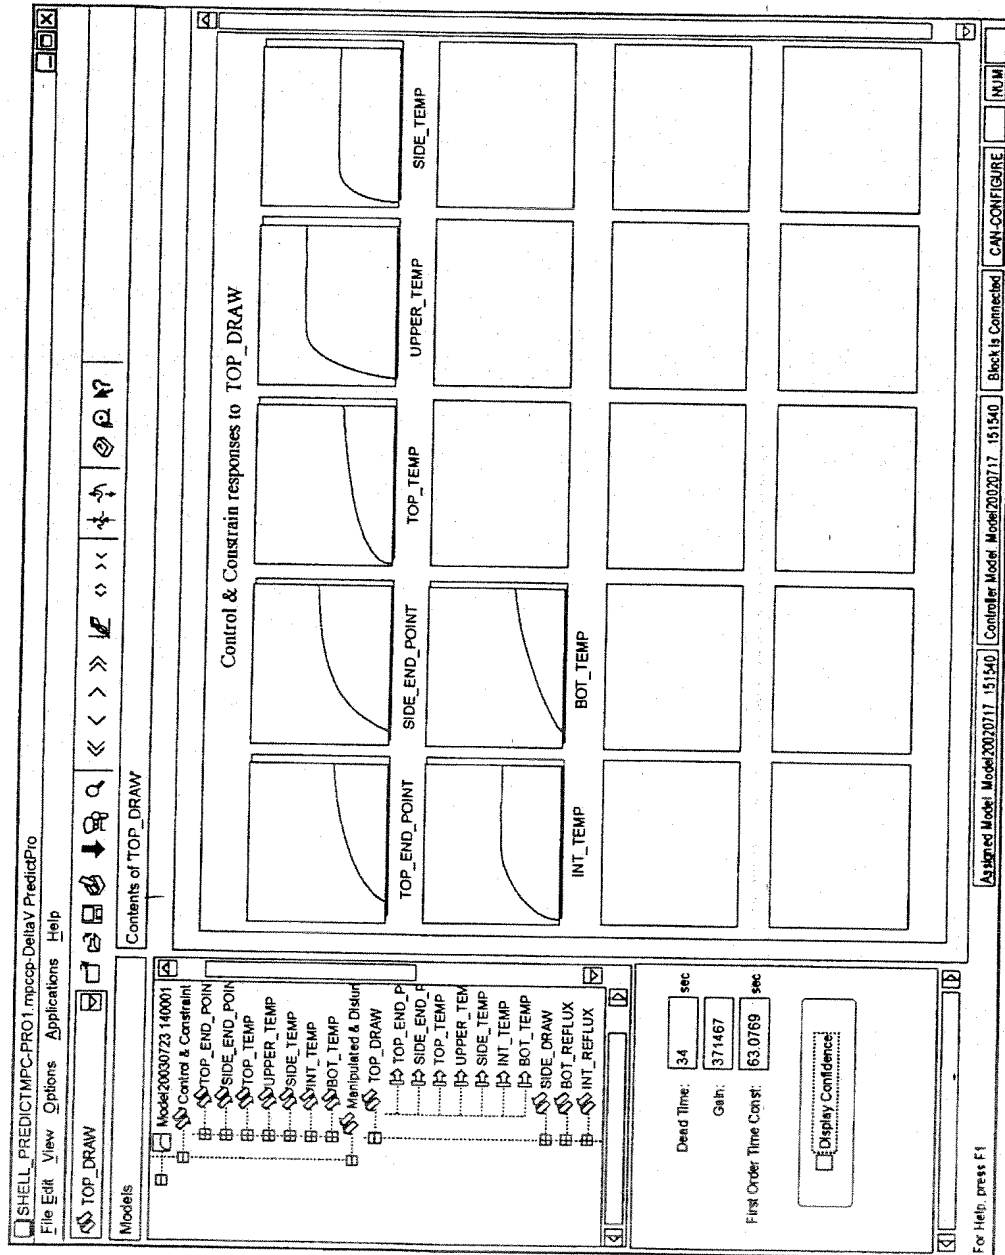 SHELL_PREDICTMPC-PRO1.mpccp-DeltaV PredictPro
File Edit View Options Applications Help
TOP_DRAW
Models
Contents of TOP_DRAW
Model20030723 140001
Control & Constraint
TOP_END_POIN
SIDE_END_POIN
TOP_TEMP
UPPER_TEMP
SIDE_TEMP
INT_TEMP
BOT_TEMP
Manipulated & Distur
TOP_DRAW
TOP_END_P
SIDE_END_P
TOP_TEMP
UPPER_TEM
SIDE_TEMP
INT_TEMP
BOT_TEMP
SIDE_DRAW
BOT_REFLUX
INT_REFLUX
Dead Time: 34 sec
Gain: 371467
First Order Time Const: 63.0769 sec
Display Confidence
Control & Constrain responses to TOP_DRAW
TOP_END_POINT
SIDE_END_POINT
TOP_TEMP
UPPER_TEMP
SIDE_TEMP
INT_TEMP
BOT_TEMP
For Help, press F1
Assigned Model Model20020717 151540
Controller Model. Model20020717 151540
Block is Connected
CAN-CONFIGURE
NUM